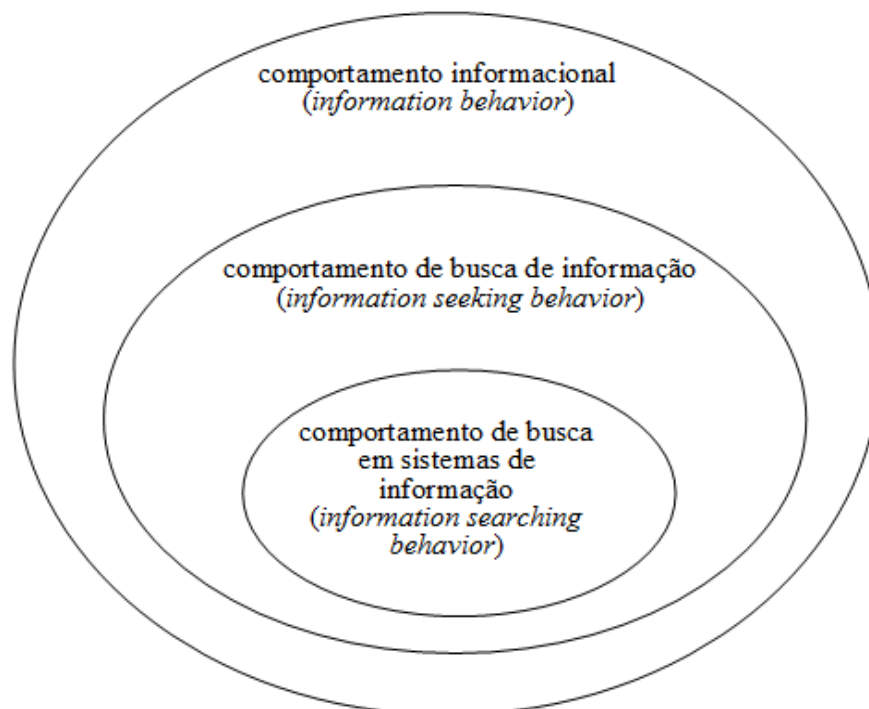 comportamento informacional
(information behavior)
comportamento de busca de informação
(information seeking behavior)
comportamento de busca
em sistemas de
informação
(information searching
behavior)